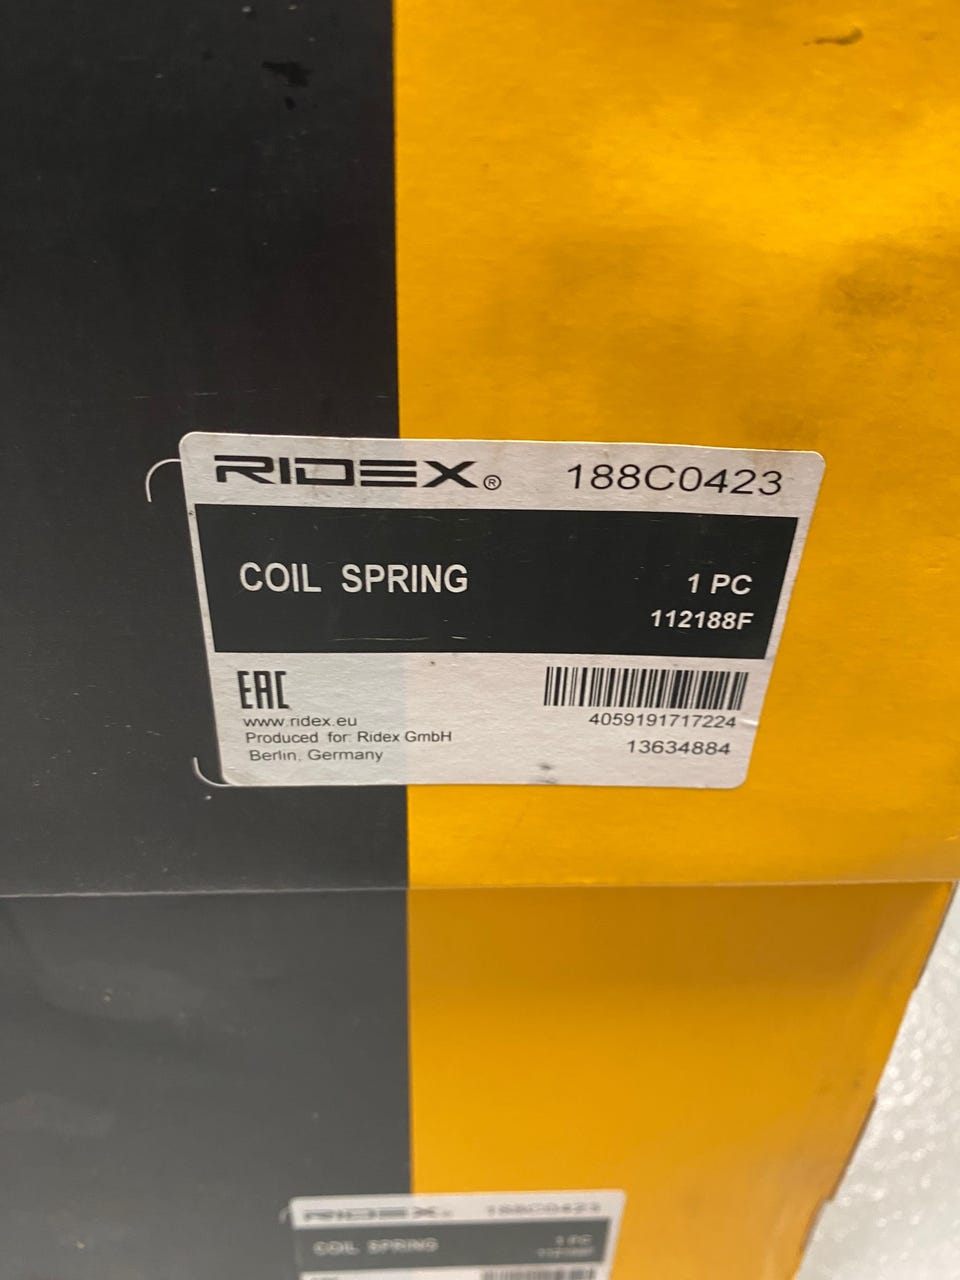 RIDEX® 188C0423
COIL SPRING 1 PC
112188F
EAC
www.ridex.eu 4059191717224
Produced for: Ridex GmbH 13634884
Berlin, Germany
RIDEX 188C0423
COIL SPRING 1 PC
112188F